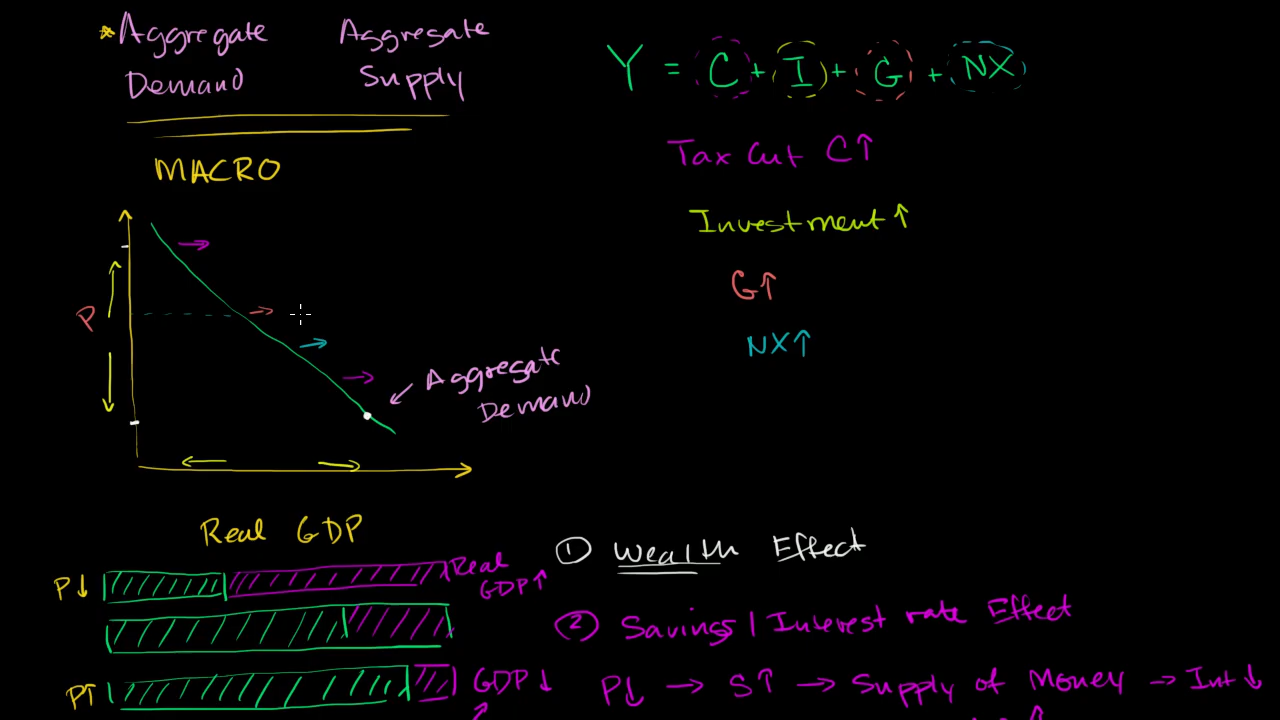 *Aggregate Demand
Aggregate Supply
MACRO
Y = C + I + G + NX
Tax Cut C↑
Investment ↑
G↑
NX↑
P
Aggregate
Demand
Real GDP
P↓
Real
GDP↑
P↑
GDP↓
① Wealth Effect
② Savings / Interest rate Effect
P↓ → S↑ → Supply of Money → Int↓